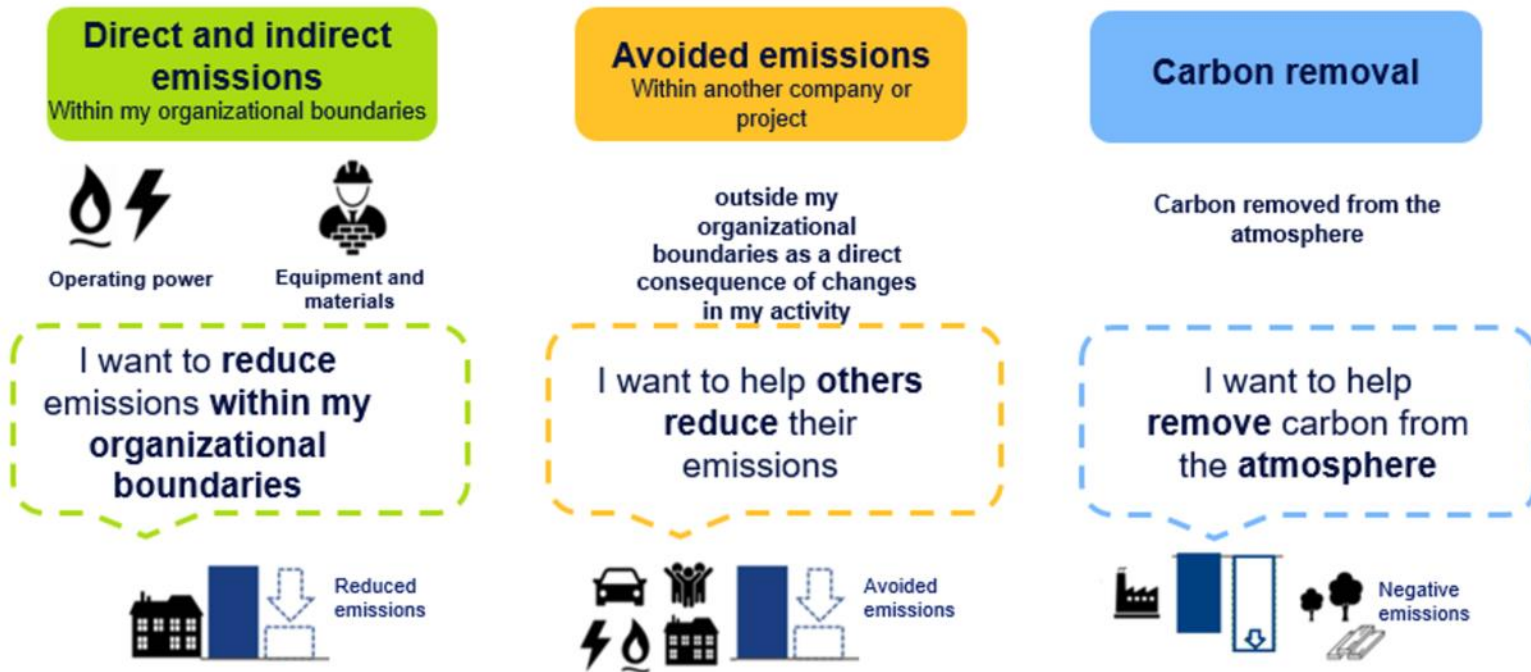 Direct and indirect
emissions
Within my organizational boundaries
Operating power
Equipment and
materials
I want to reduce
emissions within my
organizational
boundaries
Reduced
emissions
Avoided emissions
Within another company or
project
outside my
organizational
boundaries as a direct
consequence of changes
in my activity
I want to help others
reduce their
emissions
Avoided
emissions
Carbon removal
Carbon removed from the
atmosphere
I want to help
remove carbon from
the atmosphere
Negative
emissions